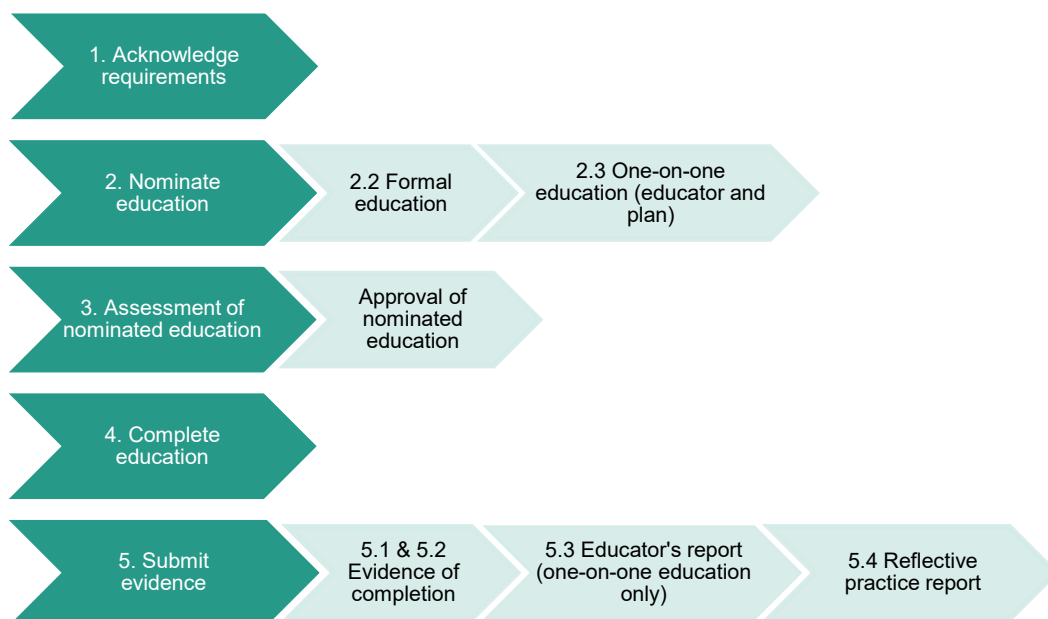 1. Acknowledge
requirements
2. Nominate
education
2.2 Formal
education
2.3 One-on-one
education (educator and
plan)
3. Assessment of
nominated education
Approval of
nominated
education
4. Complete
education
5. Submit
evidence
5.1 & 5.2
Evidence of
completion
5.3 Educator's report
(one-on-one education
only)
5.4 Reflective
practice report